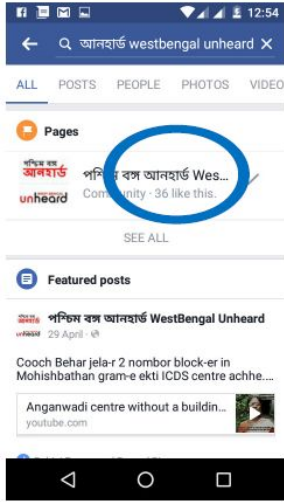 12:54
আনহার্ড westbengal unheard
ALL POSTS PEOPLE PHOTOS VIDEO
Pages
পশ্চিম বঙ্গ
আনহার্ড
unheard
পশ্চিম বঙ্গ আনহার্ড Wes...
Community · 36 like this.
SEE ALL
Featured posts
পশ্চিম বঙ্গ আনহার্ড WestBengal Unheard
29 April ·
Cooch Behar jela-r 2 nombor block-er in
Mohishbathan gram-e ekti ICDS centre achhe....
Anganwadi centre without a buildin...
youtube.com